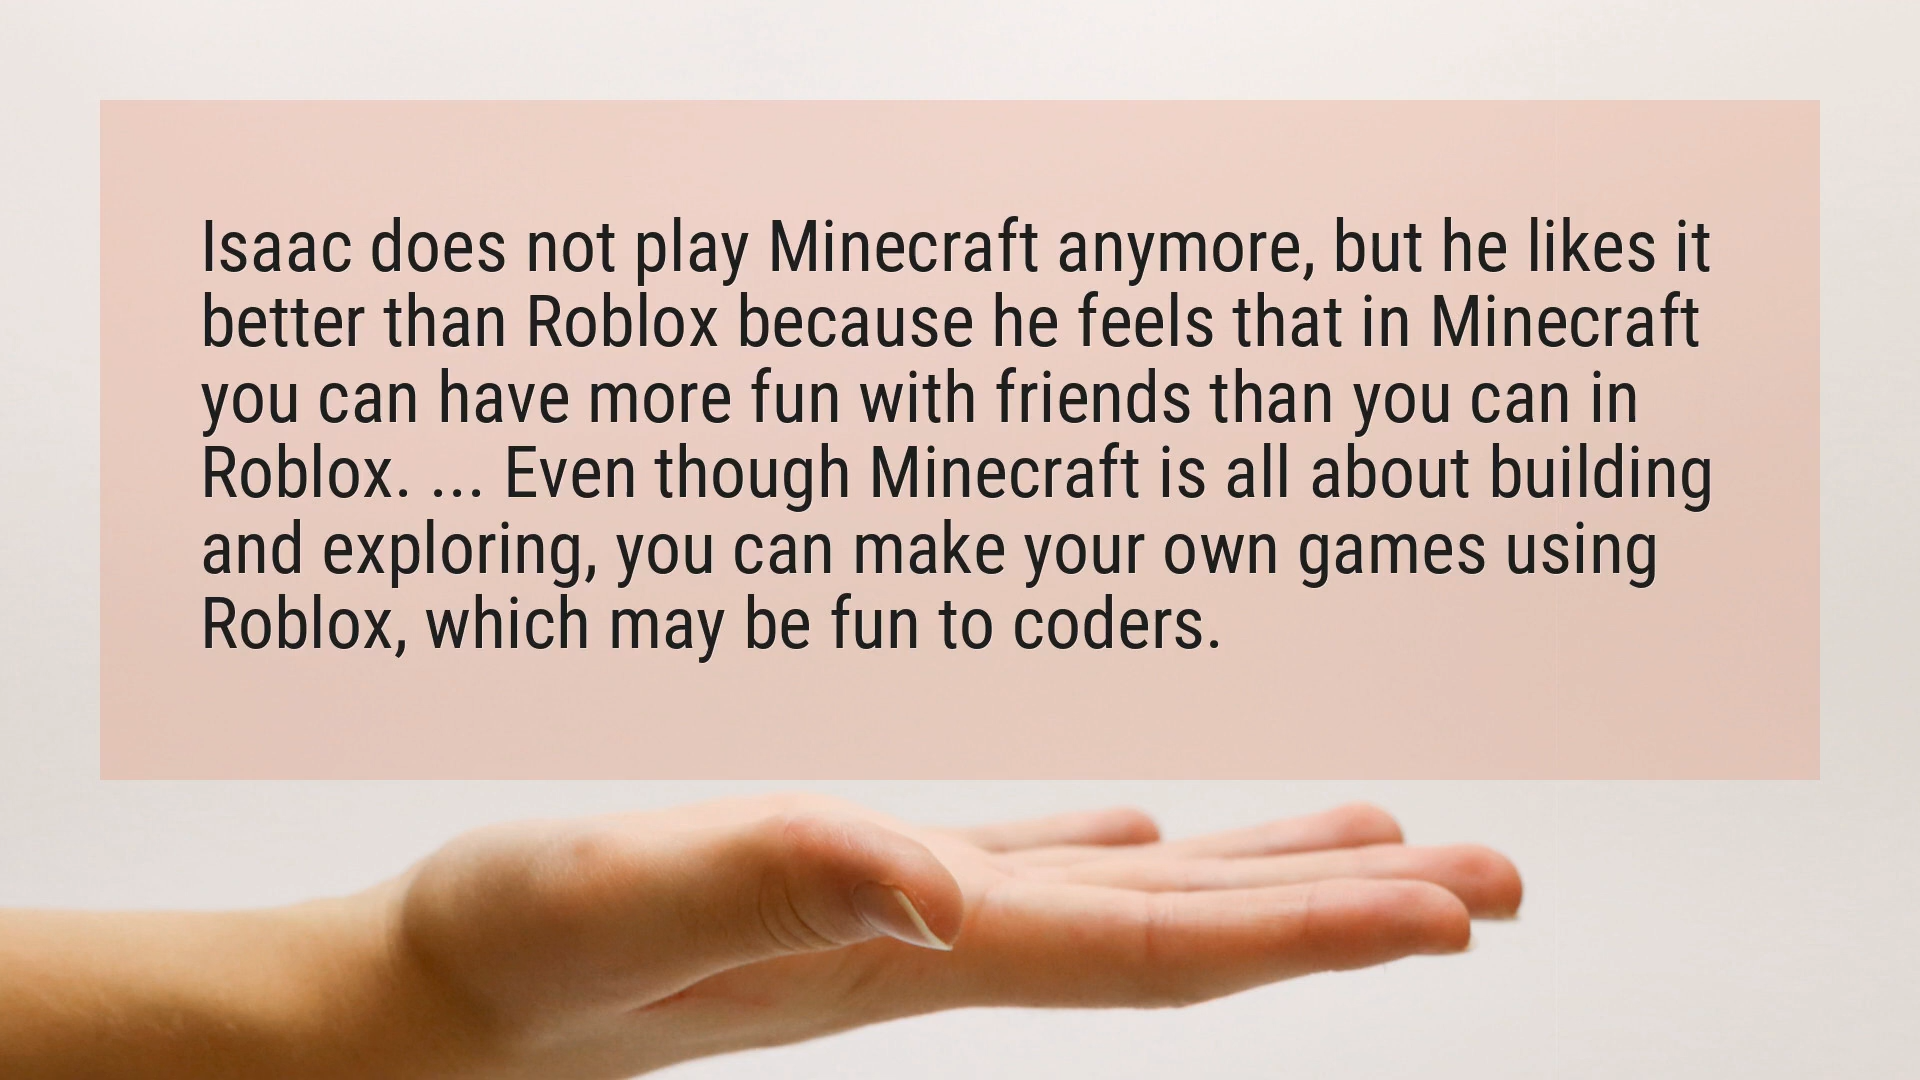 Isaac does not play Minecraft anymore, but he likes it
better than Roblox because he feels that in Minecraft
you can have more fun with friends than you can in
Roblox. ... Even though Minecraft is all about building
and exploring, you can make your own games using
Roblox, which may be fun to coders.